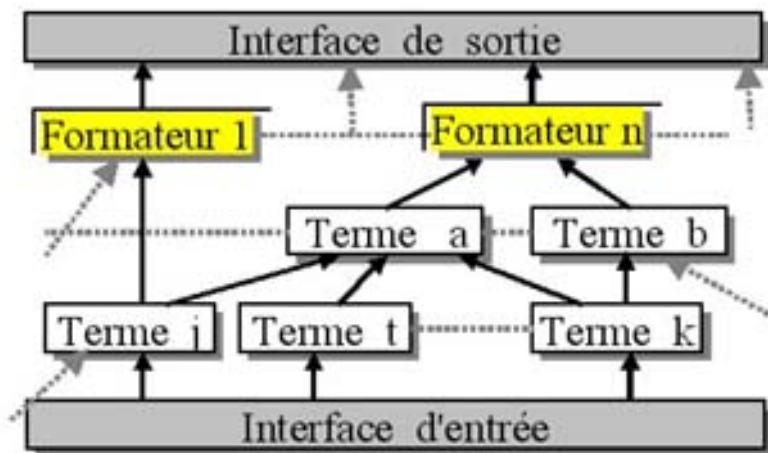 Interface de sortie
Formateur 1
Formateur n
Terme a
Terme b
Terme j
Terme t
Terme k
Interface d'entrée